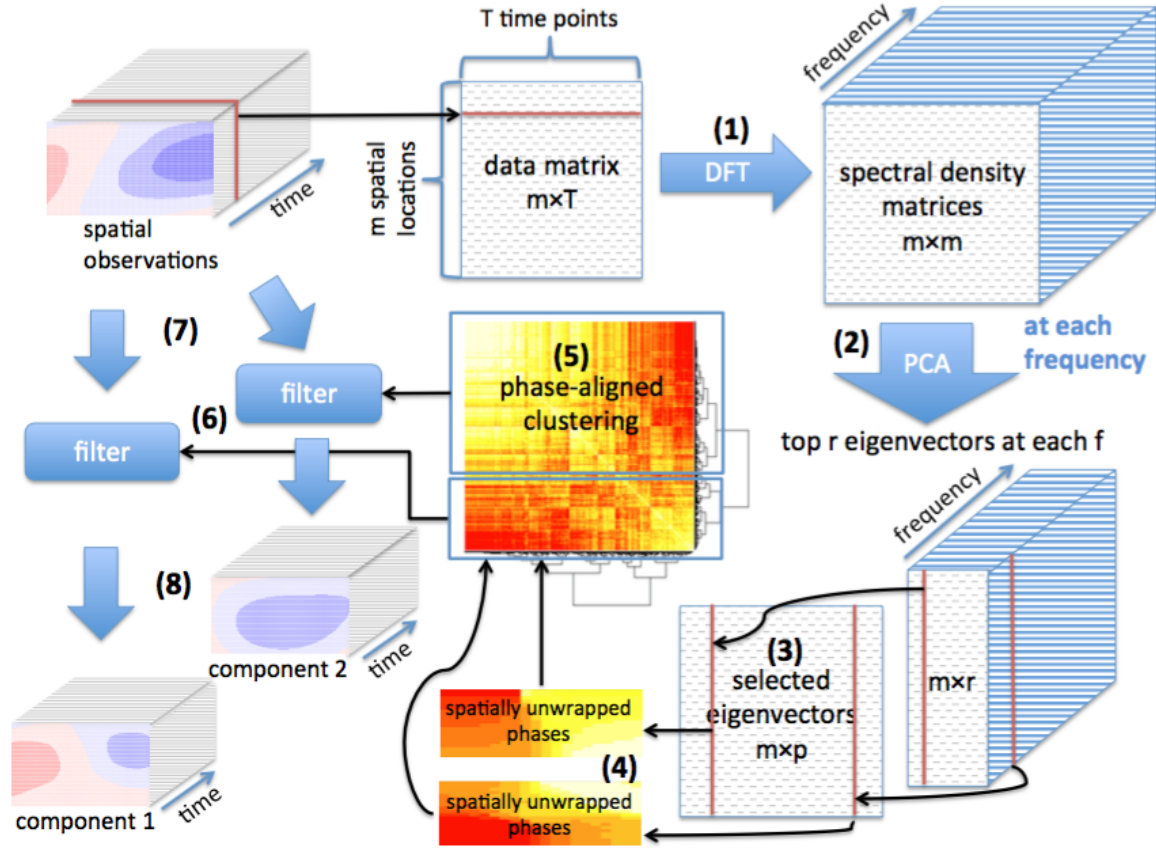 T time points
frequency
(1)
DFT
data matrix
m×T
m spatial
locations
spectral density
matrices
m×m
time
spatial
observations
(7)
(2)
PCA
at each
frequency
(5)
phase-aligned
clustering
filter
(6)
filter
top r eigenvectors at each f
frequency
m×r
(3)
selected
eigenvectors
m×p
(8)
time
component 2
spatially unwrapped
phases
(4)
spatially unwrapped
phases
time
component 1